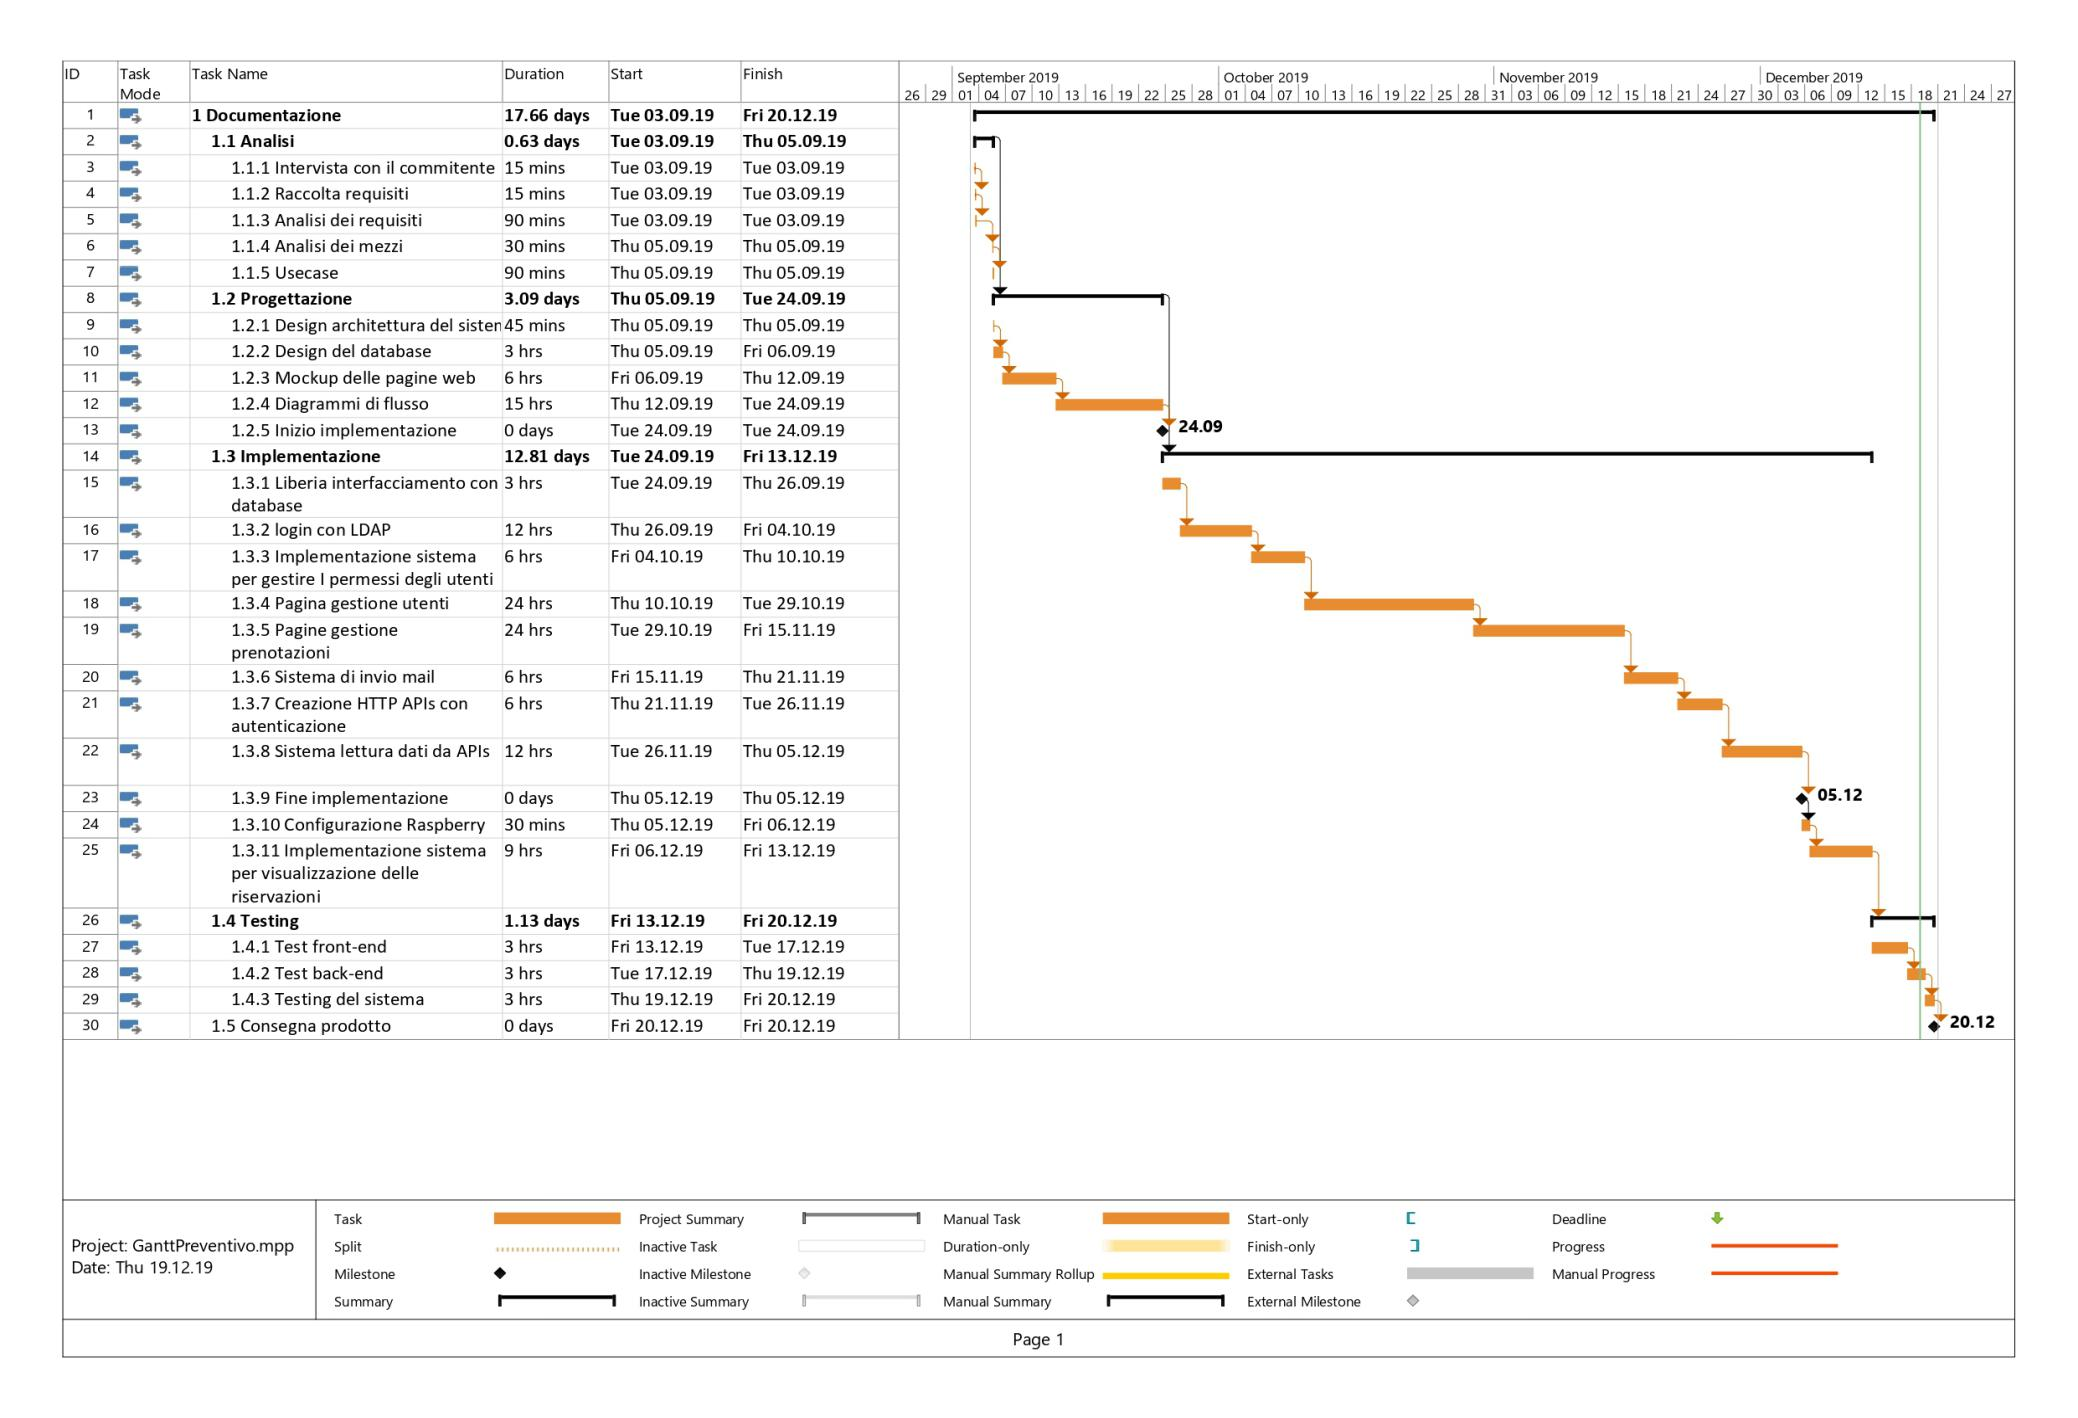 ID Task Mode Task Name Duration Start Finish
September 2019 October 2019 November 2019 December 2019
26 29 01 04 07 10 13 16 19 22 25 28 01 04 07 10 13 16 19 22 25 28 31 03 06 09 12 15 18 21 24 27 30 03 06 09 12 15 18 21 24 27
1 1 Documentazione 17.66 days Tue 03.09.19 Fri 20.12.19
2 1.1 Analisi 0.63 days Tue 03.09.19 Thu 05.09.19
3 1.1.1 Intervista con il commitente 15 mins Tue 03.09.19 Tue 03.09.19
4 1.1.2 Raccolta requisiti 15 mins Tue 03.09.19 Tue 03.09.19
5 1.1.3 Analisi dei requisiti 90 mins Tue 03.09.19 Tue 03.09.19
6 1.1.4 Analisi dei mezzi 30 mins Thu 05.09.19 Thu 05.09.19
7 1.1.5 Usecase 90 mins Thu 05.09.19 Thu 05.09.19
8 1.2 Progettazione 3.09 days Thu 05.09.19 Tue 24.09.19
9 1.2.1 Design architettura del sisten 45 mins Thu 05.09.19 Thu 05.09.19
10 1.2.2 Design del database 3 hrs Thu 05.09.19 Fri 06.09.19
11 1.2.3 Mockup delle pagine web 6 hrs Fri 06.09.19 Thu 12.09.19
12 1.2.4 Diagrammi di flusso 15 hrs Thu 12.09.19 Tue 24.09.19
13 1.2.5 Inizio implementazione 0 days Tue 24.09.19 Tue 24.09.19 24.09
14 1.3 Implementazione 12.81 days Tue 24.09.19 Fri 13.12.19
15 1.3.1 Liberia interfacciamento con 3 hrs Tue 24.09.19 Thu 26.09.19
database
16 1.3.2 login con LDAP 12 hrs Thu 26.09.19 Fri 04.10.19
17 1.3.3 Implementazione sistema 6 hrs Fri 04.10.19 Thu 10.10.19
per gestire I permessi degli utenti
18 1.3.4 Pagina gestione utenti 24 hrs Thu 10.10.19 Tue 29.10.19
19 1.3.5 Pagine gestione 24 hrs Tue 29.10.19 Fri 15.11.19
prenotazioni
20 1.3.6 Sistema di invio mail 6 hrs Fri 15.11.19 Thu 21.11.19
21 1.3.7 Creazione HTTP APIs con 6 hrs Thu 21.11.19 Tue 26.11.19
autenticazione
22 1.3.8 Sistema lettura dati da APIs 12 hrs Tue 26.11.19 Thu 05.12.19
23 1.3.9 Fine implementazione 0 days Thu 05.12.19 Thu 05.12.19 05.12
24 1.3.10 Configurazione Raspberry 30 mins Thu 05.12.19 Fri 06.12.19
25 1.3.11 Implementazione sistema 9 hrs Fri 06.12.19 Fri 13.12.19
per visualizzazione delle
riservazioni
26 1.4 Testing 1.13 days Fri 13.12.19 Fri 20.12.19
27 1.4.1 Test front-end 3 hrs Fri 13.12.19 Tue 17.12.19
28 1.4.2 Test back-end 3 hrs Tue 17.12.19 Thu 19.12.19
29 1.4.3 Testing del sistema 3 hrs Thu 19.12.19 Fri 20.12.19
30 1.5 Consegna prodotto 0 days Fri 20.12.19 Fri 20.12.19 20.12
Project: GanttPreventivo.mpp
Date: Thu 19.12.19
Task Project Summary Manual Task Start-only Deadline
Split Inactive Task Duration-only Finish-only Progress
Milestone Inactive Milestone Manual Summary Rollup External Tasks Manual Progress
Summary Inactive Summary Manual Summary External Milestone
Page 1